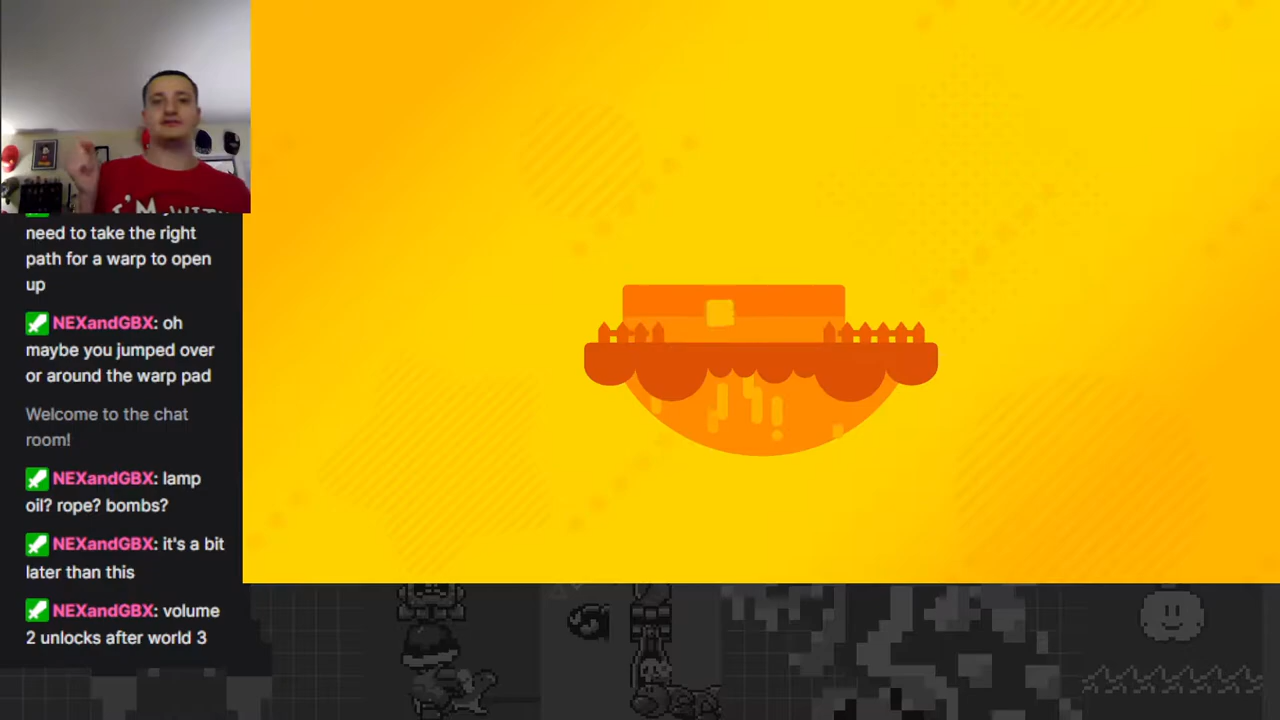 I'M WITH
need to take the right
path for a warp to open
up
NEXandGBX: oh
maybe you jumped over
or around the warp pad
Welcome to the chat
room!
NEXandGBX: lamp
oil? rope? bombs?
NEXandGBX: it's a bit
later than this
NEXandGBX: volume
2 unlocks after world 3